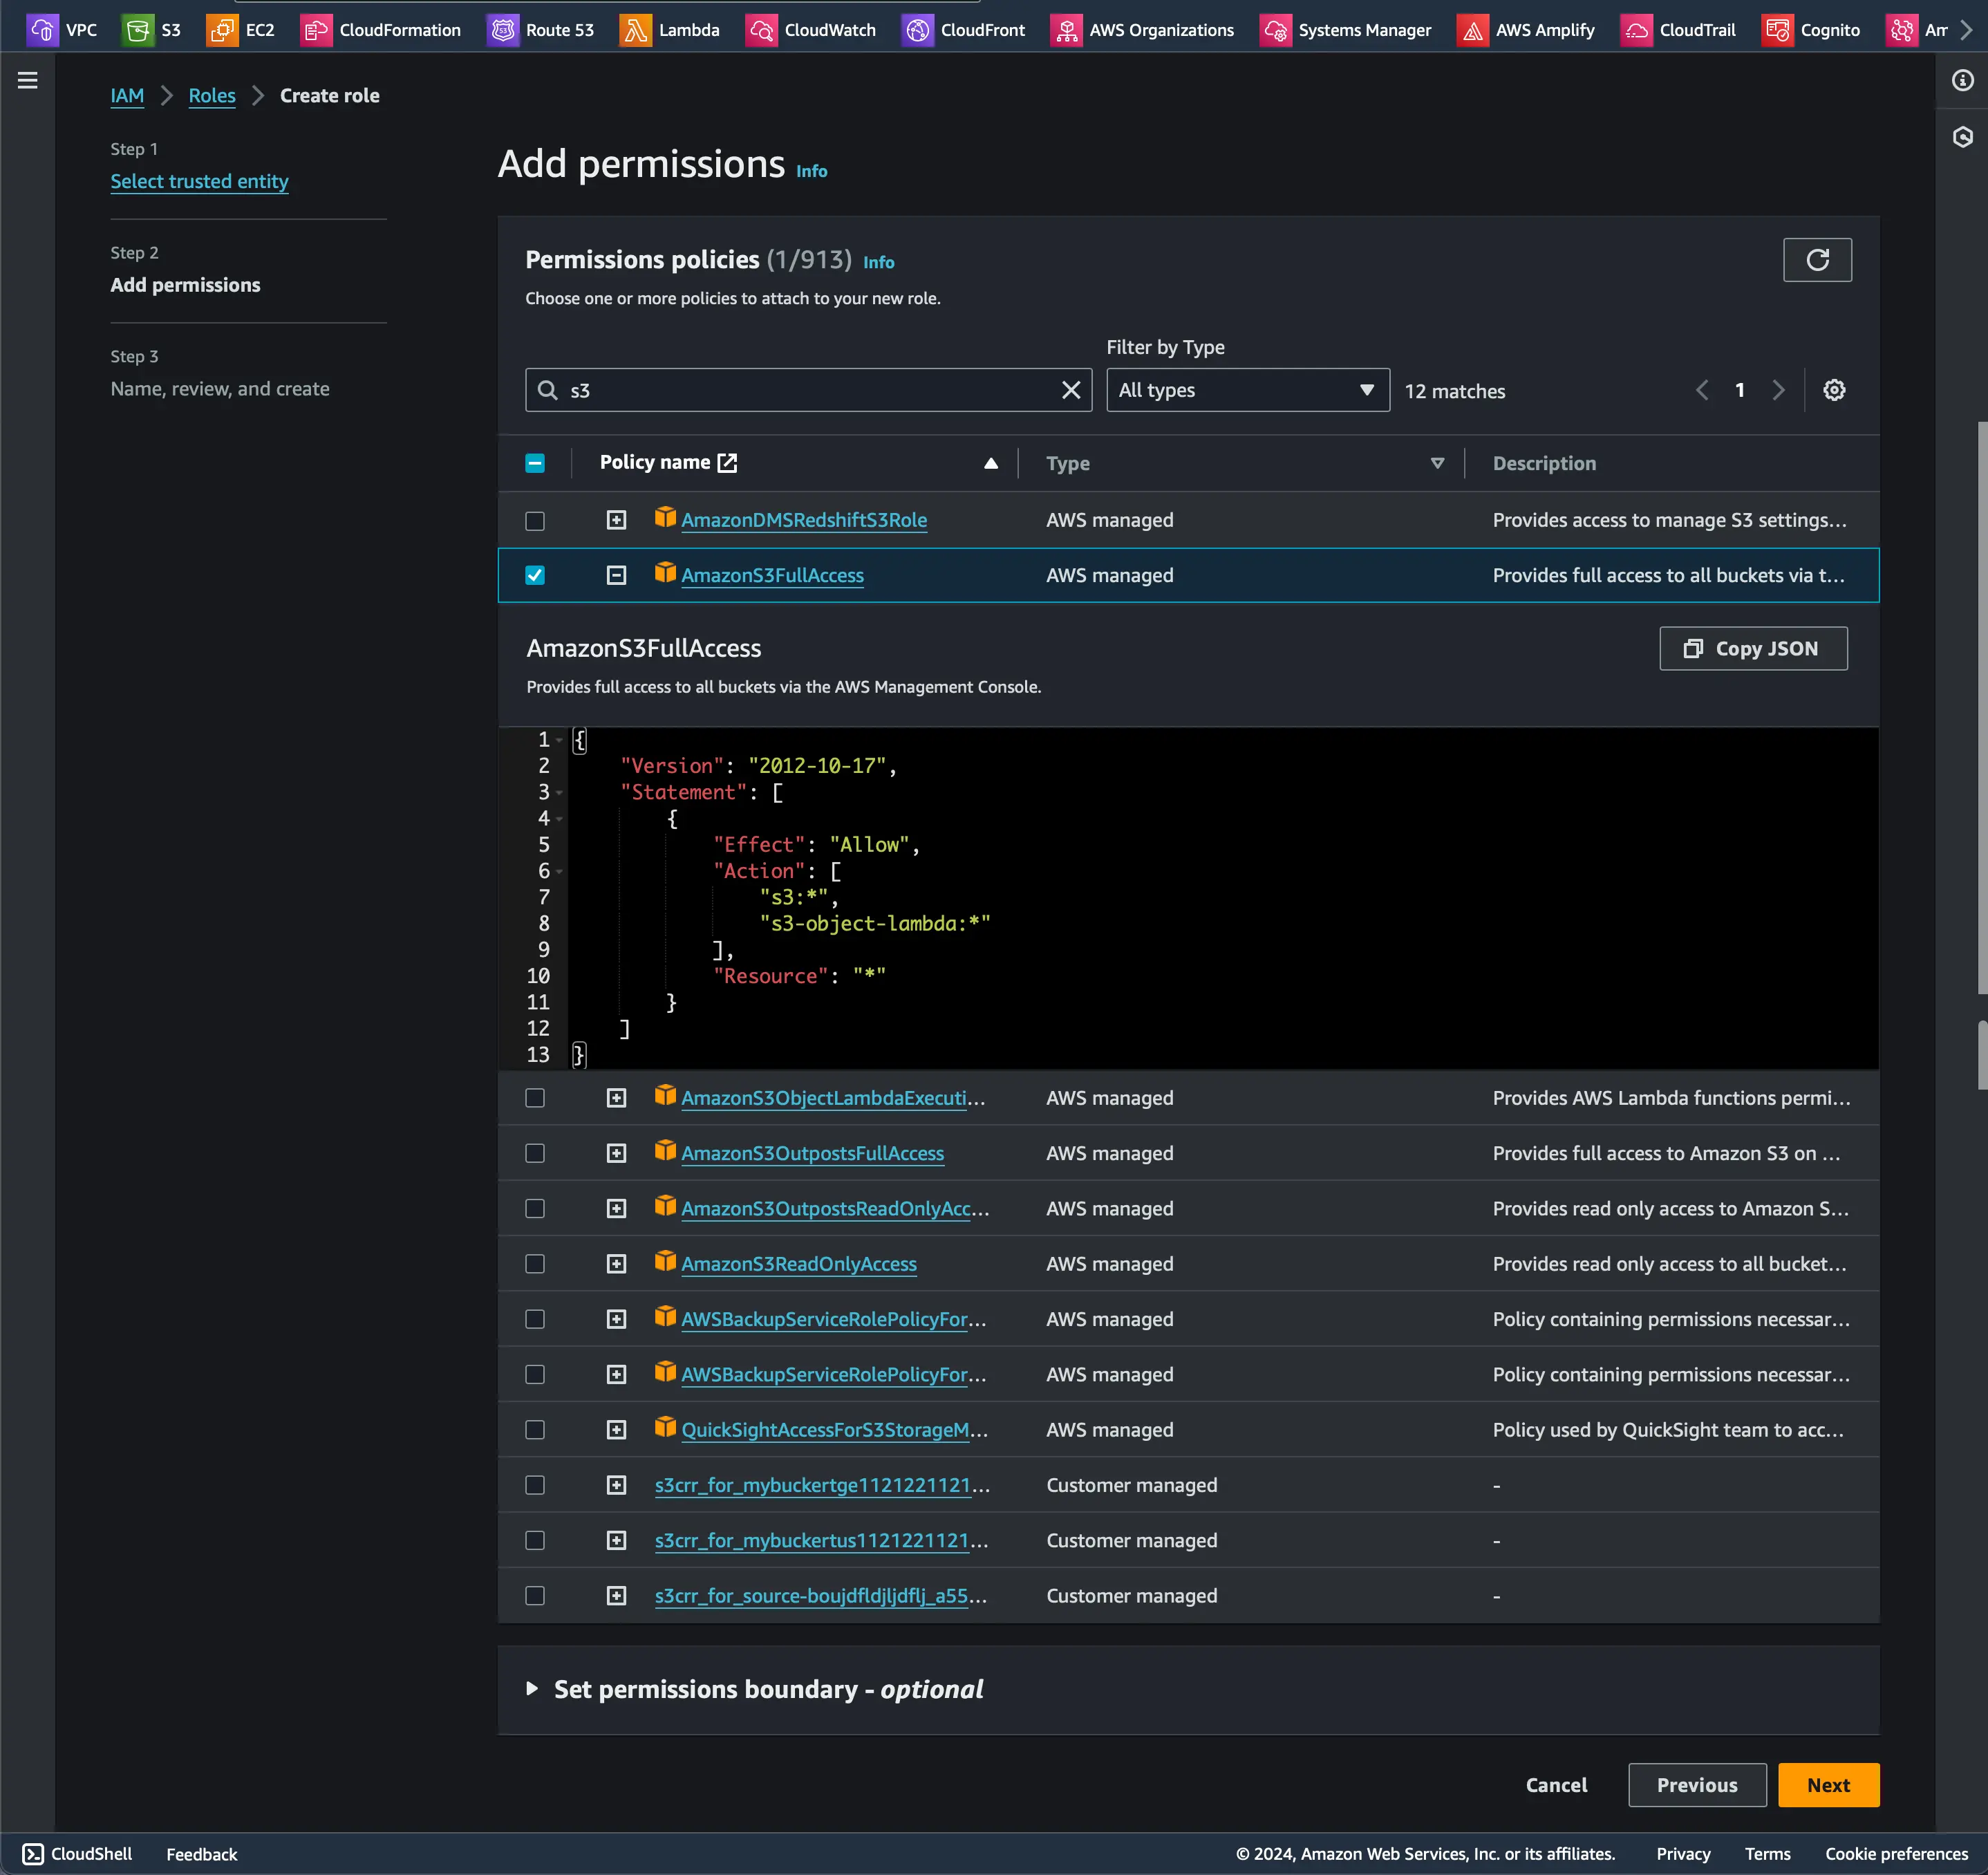 VPC S3 EC2 CloudFormation Route 53 Lambda CloudWatch CloudFront AWS Organizations Systems Manager AWS Amplify CloudTrail Cognito Am
IAM > Roles > Create role
Step 1
Select trusted entity
Step 2
Add permissions
Step 3
Name, review, and create
Add permissions Info
Permissions policies (1/913) Info
Choose one or more policies to attach to your new role.
Filter by Type
s3 All types 12 matches 1
Policy name Type Description
AmazonDMSRedshiftS3Role AWS managed Provides access to manage S3 settings...
AmazonS3FullAccess AWS managed Provides full access to all buckets via t...
AmazonS3FullAccess Copy JSON
Provides full access to all buckets via the AWS Management Console.
1 {
2 "Version": "2012-10-17",
3 "Statement": [
4 {
5 "Effect": "Allow",
6 "Action": [
7 "s3:*",
8 "s3-object-lambda:*"
9 ],
10 "Resource": "*"
11 }
12 ]
13 }
AmazonS3ObjectLambdaExecuti... AWS managed Provides AWS Lambda functions permi...
AmazonS3OutpostsFullAccess AWS managed Provides full access to Amazon S3 on ...
AmazonS3OutpostsReadOnlyAcc... AWS managed Provides read only access to Amazon S...
AmazonS3ReadOnlyAccess AWS managed Provides read only access to all bucket...
AWSBackupServiceRolePolicyFor... AWS managed Policy containing permissions necessar...
AWSBackupServiceRolePolicyFor... AWS managed Policy containing permissions necessar...
QuickSightAccessForS3StorageM... AWS managed Policy used by QuickSight team to acc...
s3crr_for_mybuckertge1121221121... Customer managed -
s3crr_for_mybuckertus1121221121... Customer managed -
s3crr_for_source-boujdfldjljdflj_a55... Customer managed -
Set permissions boundary - optional
Cancel Previous Next
CloudShell Feedback © 2024, Amazon Web Services, Inc. or its affiliates. Privacy Terms Cookie preferences